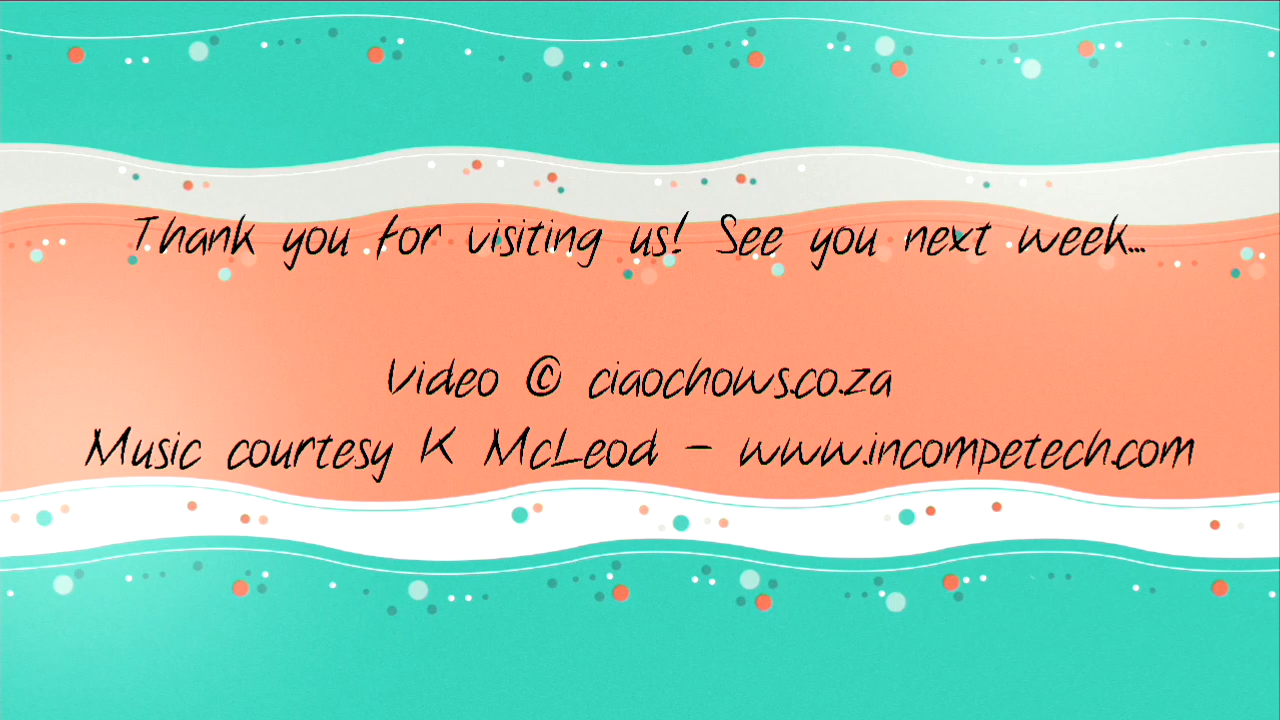 Thank you for visiting us! See you next week...
Video © ciaochows.co.za
Music courtesy K McLeod - www.incompetech.com